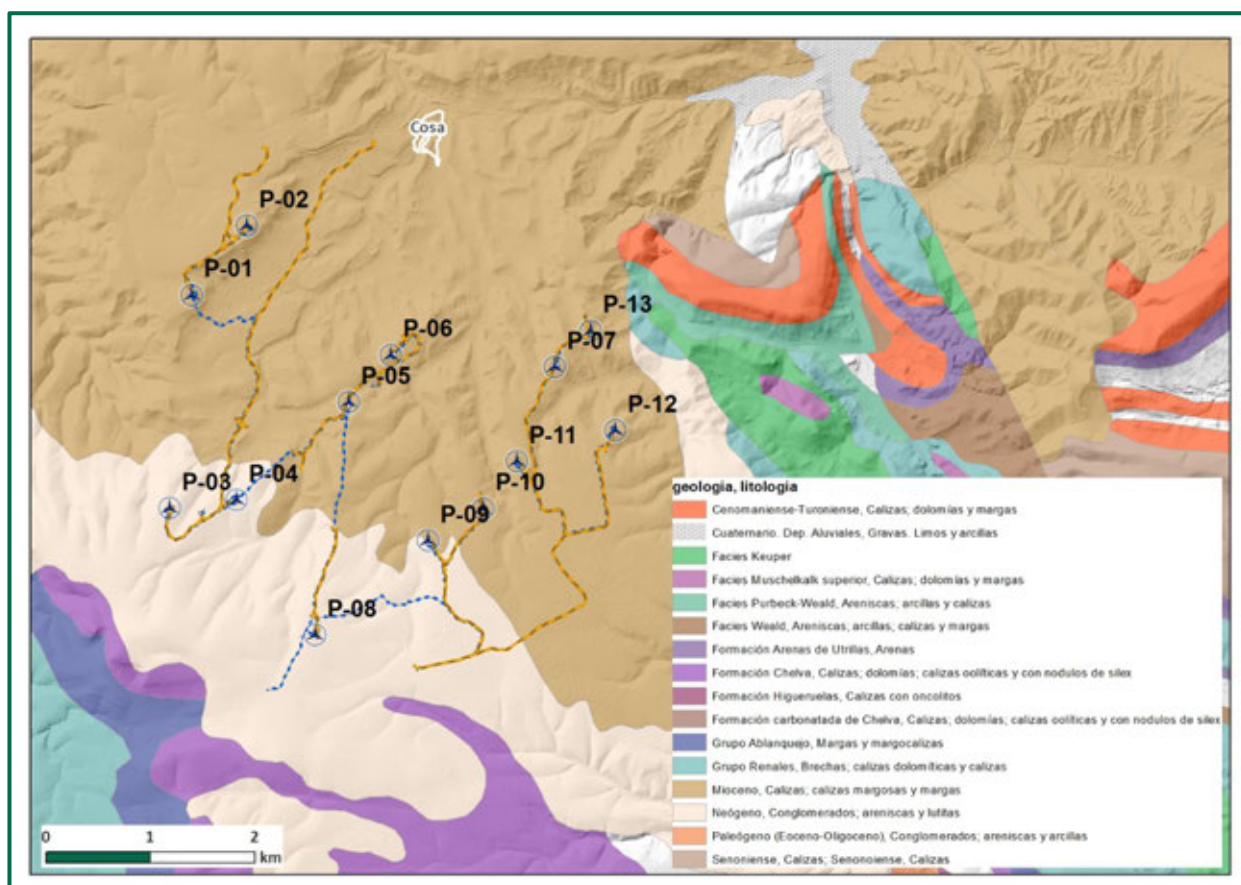 Cosa
P-02
P-01
P-13
P-06
P-07
P-05
P-12
P-11
P-03
P-04
P-10
P-09
P-08
geologia, litologia
Cenomaniense-Turoniense, Calizas; dolomías y margas
Cuaternario. Dep. Aluviales, Gravas. Limos y arcillas
Facies Keuper
Facies Muschelkalk superior, Calizas; dolomías y margas
Facies Purbeck-Weald, Areniscas; arcillas y calizas
Facies Weald, Areniscas, arcillas; calizas y margas
Formación Arenas de Utrillas, Arenas
Formación Chelva, Calizas; dolomías; calizas oolíticas y con nodulos de silex
Formación Higueruelas, Calizas con oncolitos
Formación carbonatada de Chelva, Calizas; dolomías; calizas oolíticas y con nodulos de silex
Grupo Ablanquejo, Margas y margocalizas
Grupo Renales, Brechas; calizas dolomíticas y calizas
Mioceno, Calizas; calizas margosas y margas
Neógeno, Conglomerados; areniscas y lutitas
Paleógeno (Eoceno-Oligoceno), Conglomerados; areniscas y arcillas
Senoniense, Calizas; Senonoiense, Calizas
0 1 2
km